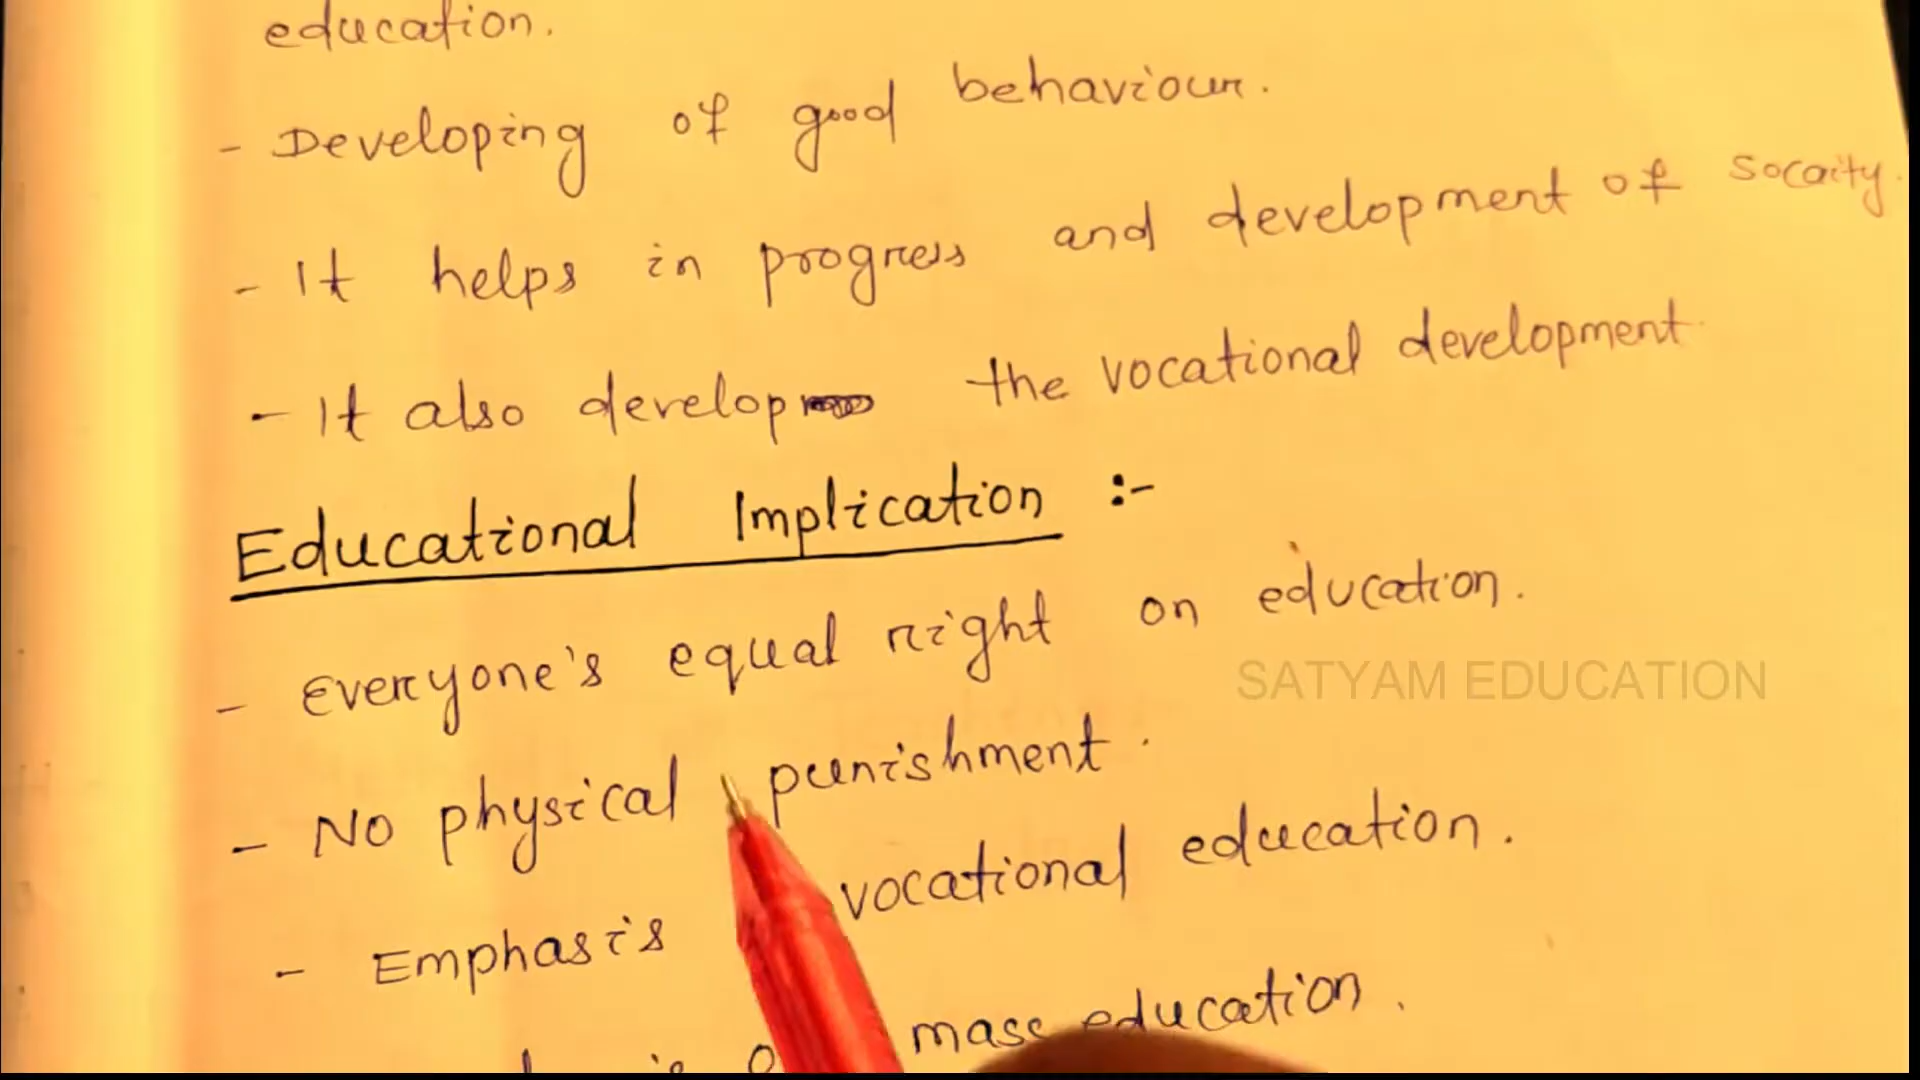 education.
- Developing of good behaviour.
- It helps in progress and development of socaity.
- It also develop the vocational development
Educational Implication :-
- Everyone's equal right on education.
SATYAM EDUCATION
- No physical punishment.
- Emphasis vocational education.
mass education.